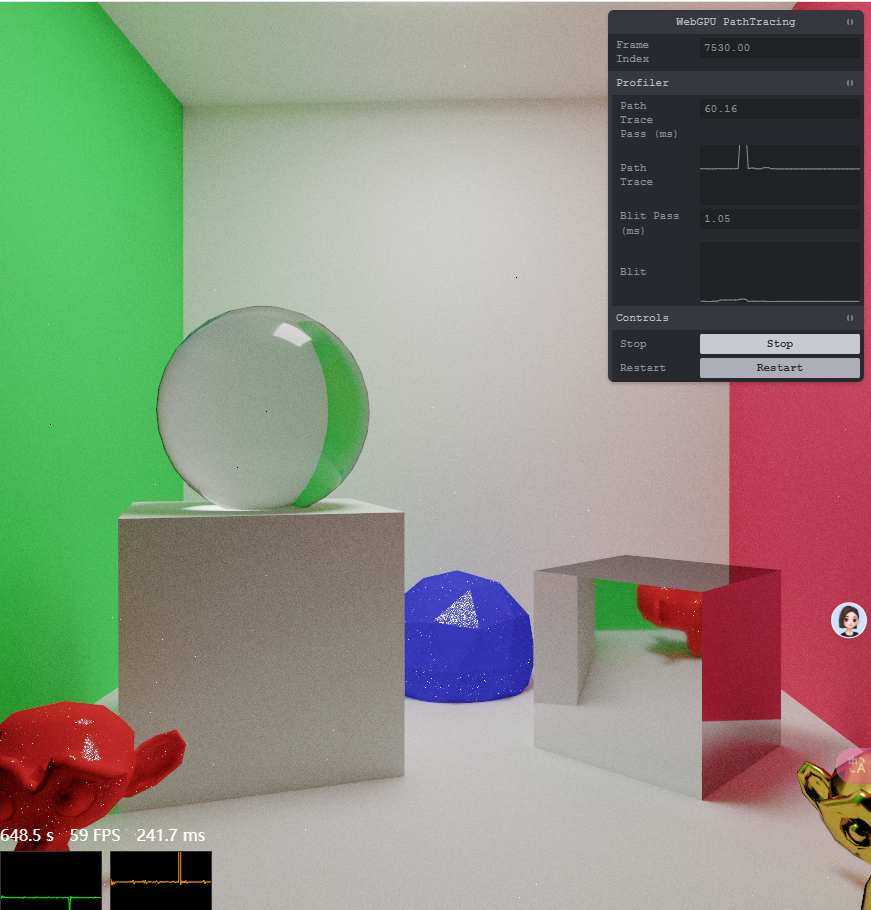 WebGPU PathTracing
Frame
Index
7530.00
Profiler
Path
Trace
Pass (ms)
60.16
Path
Trace
Blit Pass
(ms)
1.05
Blit
Controls
Stop
Stop
Restart
Restart
648.5 s 59 FPS 241.7 ms